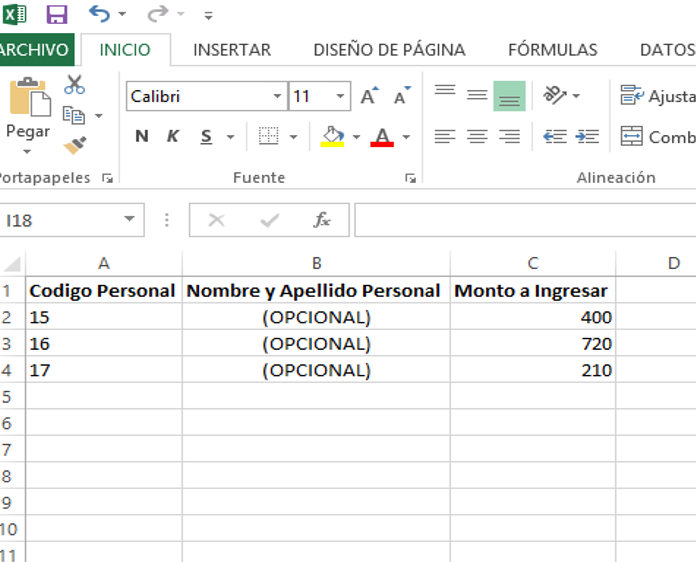 ARCHIVO INICIO INSERTAR DISEÑO DE PÁGINA FÓRMULAS DATOS
Calibri 11 A A Ajusta
Pegar N K S A Comb
Portapapeles Fuente Alineación
I18 fx
A B C D
1 Codigo Personal Nombre y Apellido Personal Monto a Ingresar
2 15 (OPCIONAL) 400
3 16 (OPCIONAL) 720
4 17 (OPCIONAL) 210
5
6
7
8
9
10
11